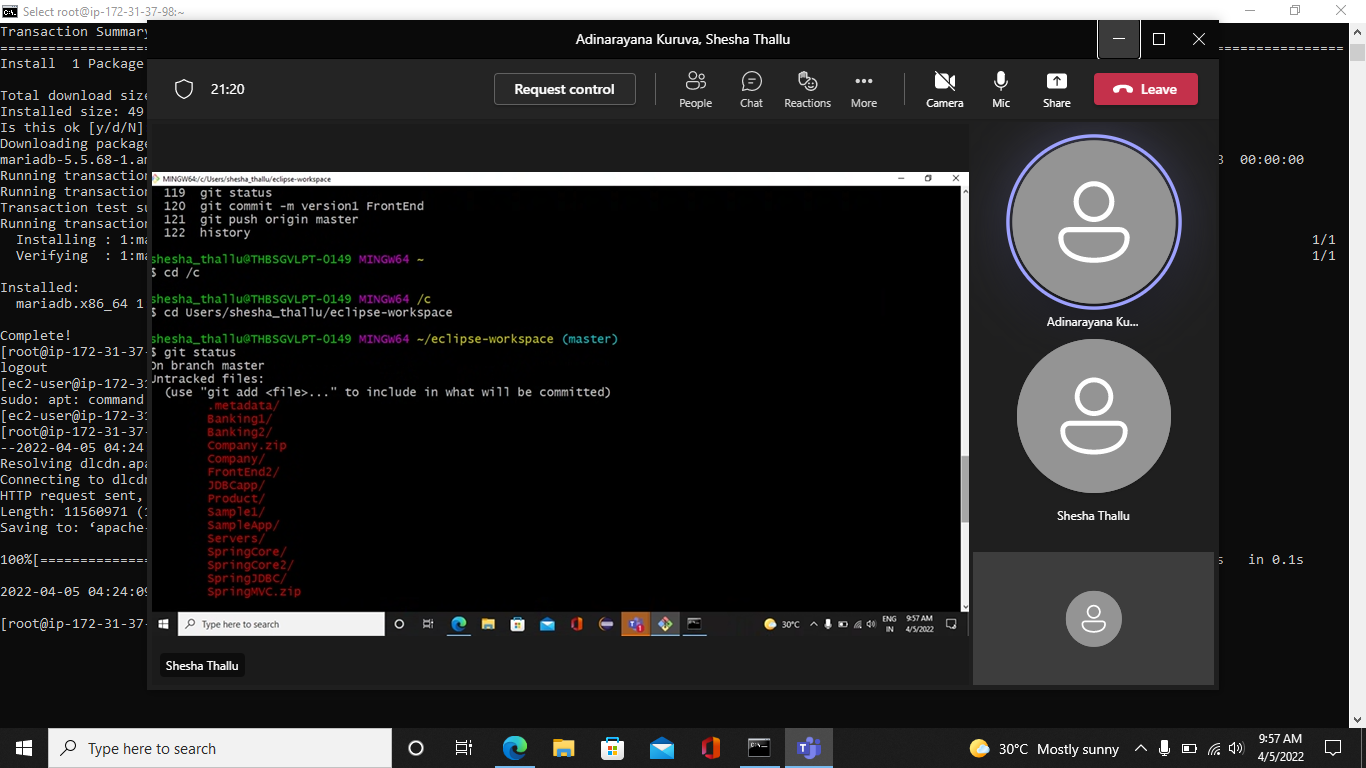 Select root@ip-172-31-37-98:~
Transaction Summary
Install 1 Package
Total download size
Installed size: 49
Is this ok [y/d/N]
Downloading package
mariadb-5.5.68-1.am
00:00:00
Running transaction
Running transaction
Transaction test su
Running transaction
Installing : 1:ma
1/1
Verifying : 1:ma
1/1
Installed:
mariadb.x86_64 1
Complete!
[root@ip-172-31-37-
logout
[ec2-user@ip-172-31
sudo: apt: command
[ec2-user@ip-172-31
[root@ip-172-31-37-
--2022-04-05 04:24
Resolving dlcdn.apa
Connecting to dlcdn
HTTP request sent,
Length: 11560971 (1
Saving to: ‘apache-
100%[==============
s in 0.1s
2022-04-05 04:24:09
[root@ip-172-31-37-
Adinarayana Kuruva, Shesha Thallu
21:20
Request control
People
Chat
Reactions
More
Camera
Mic
Share
Leave
MINGW64:/c/Users/shesha_thallu/eclipse-workspace
119 git status
120 git commit -m version1 FrontEnd
121 git push origin master
122 history
shesha_thallu@THBSGVLPT-0149 MINGW64 ~
$ cd /c
shesha_thallu@THBSGVLPT-0149 MINGW64 /c
$ cd Users/shesha_thallu/eclipse-workspace
shesha_thallu@THBSGVLPT-0149 MINGW64 ~/eclipse-workspace (master)
$ git status
On branch master
Untracked files:
(use "git add <file>..." to include in what will be committed)
.metadata/
Banking1/
Banking2/
Company.zip
Company/
FrontEnd2/
JDBCapp/
Product/
Sample1/
SampleApp/
Servers/
SpringCore/
SpringCore2/
SpringJDBC/
SpringMVC.zip
Type here to search
30°C
ENG
IN
9:57 AM
4/5/2022
Shesha Thallu
Adinarayana Ku...
Shesha Thallu
Type here to search
30°C Mostly sunny
9:57 AM
4/5/2022